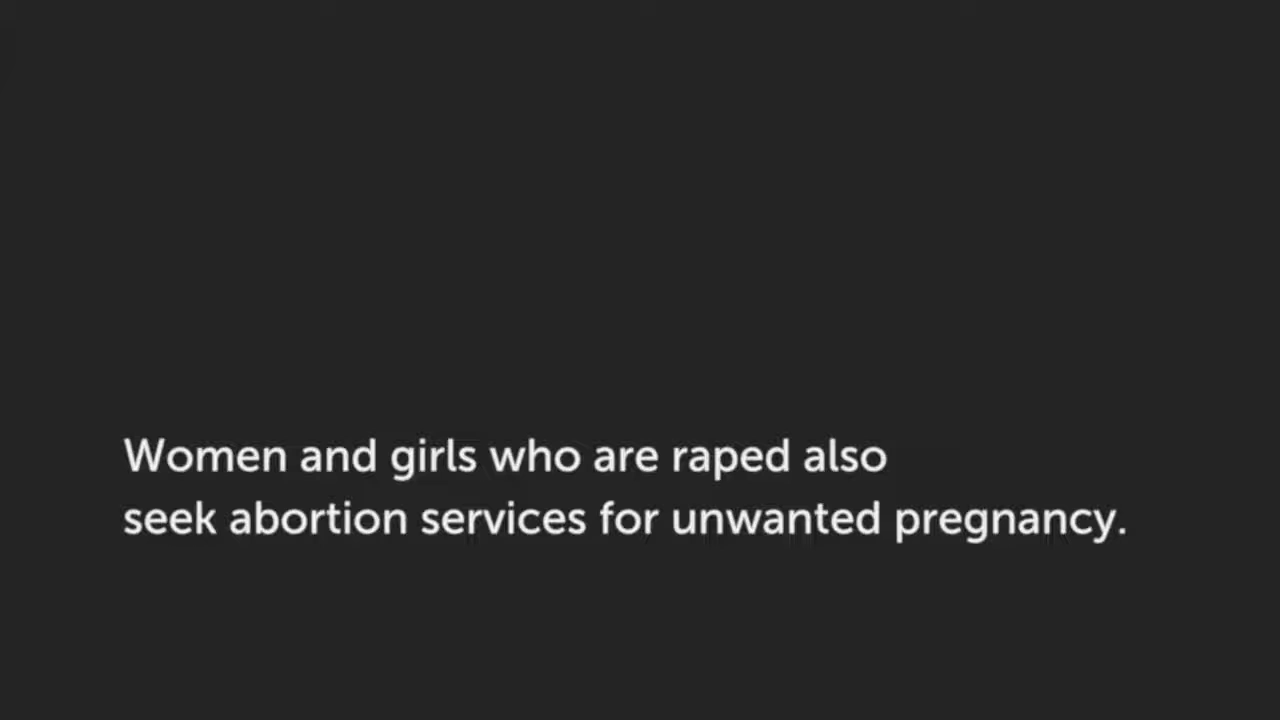 Women and girls who are raped also
seek abortion services for unwanted pregnancy.